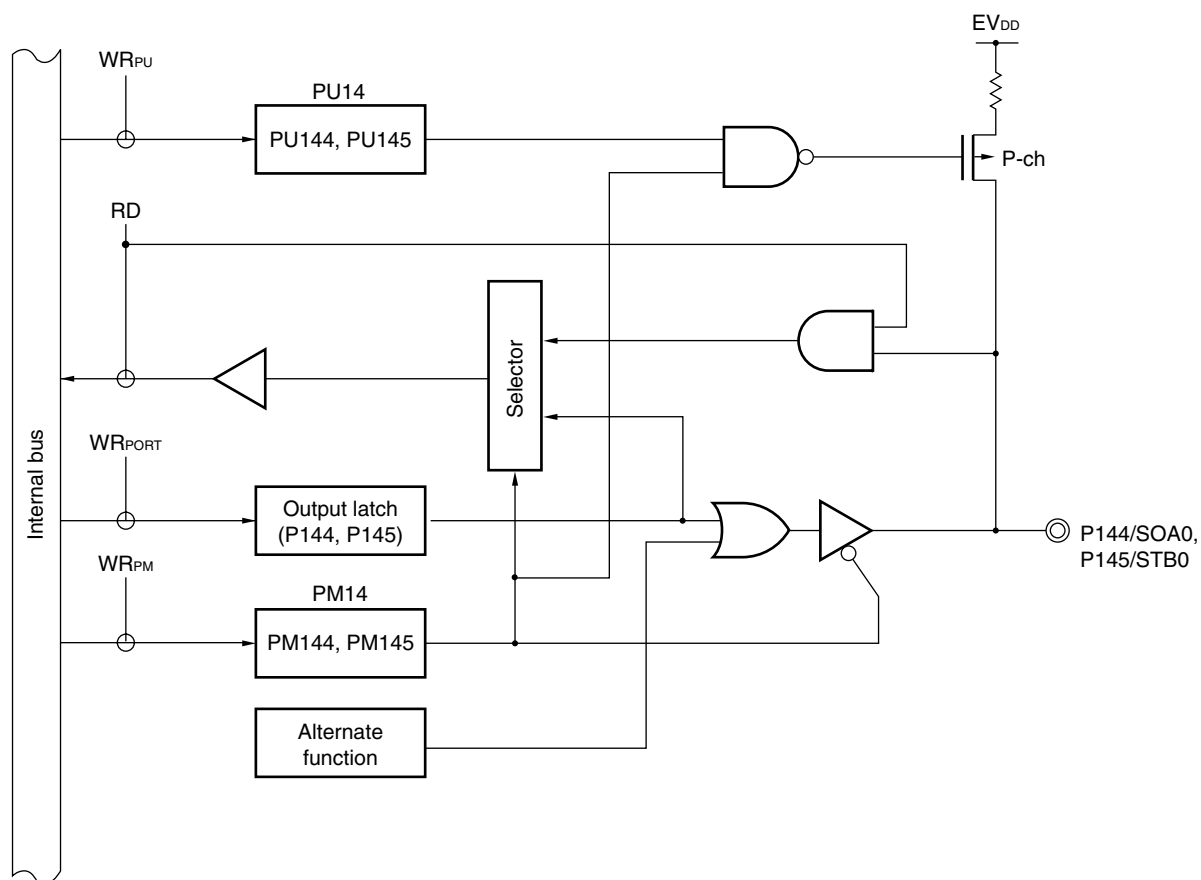 EVDD
WRPU
PU14
PU144, PU145
P-ch
RD
Selector
Internal bus
WRPORT
Output latch
(P144, P145)
P144/SOA0,
P145/STB0
WRPM
PM14
PM144, PM145
Alternate
function